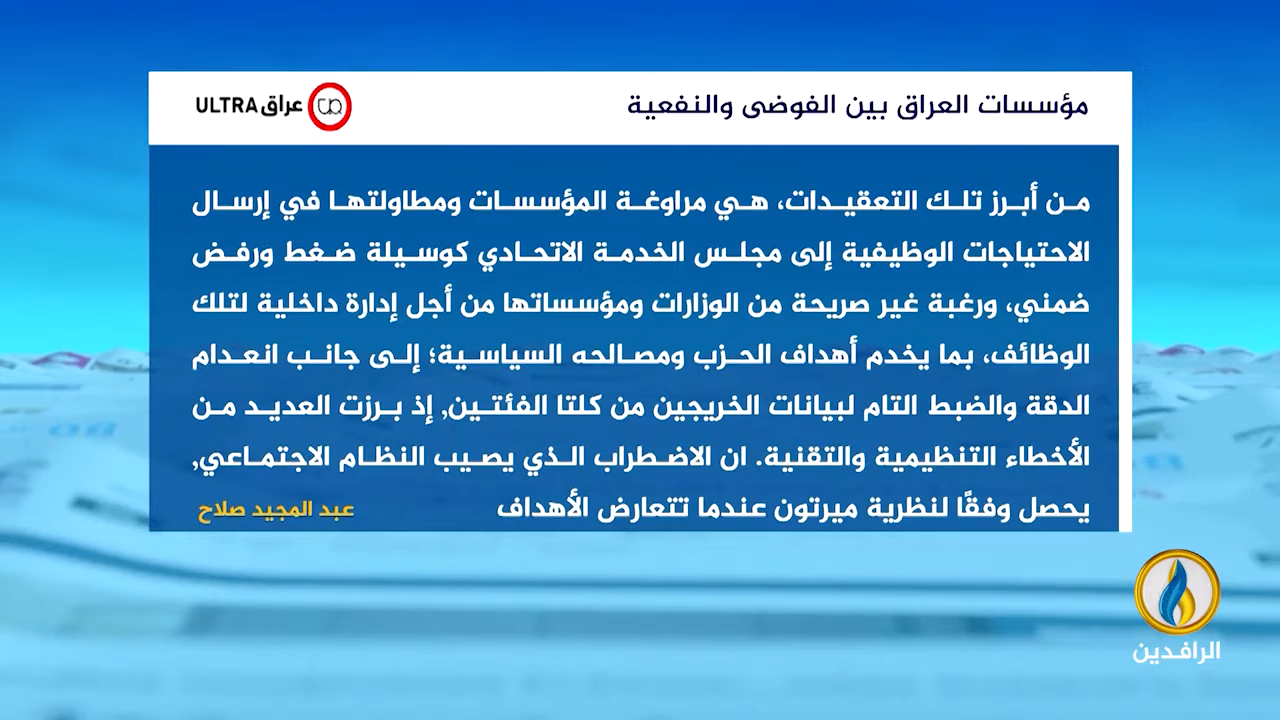 مؤسسات العراق بين الفوضى والنفعية
ULTRA عراق
من أبرز تلك التعقيدات، هي مراوغة المؤسسات ومطاولتها في إرسال
الاحتياجات الوظيفية إلى مجلس الخدمة الاتحادي كوسيلة ضغط ورفض
ضمني، ورغبة غير صريحة من الوزارات ومؤسساتها من أجل إدارة داخلية لتلك
الوظائف، بما يخدم أهداف الحزب ومصالحه السياسية؛ إلى جانب انعدام
الدقة والضبط التام لبيانات الخريجين من كلتا الفئتين, إذ برزت العديد من
الأخطاء التنظيمية والتقنية. ان الاضطراب الذي يصيب النظام الاجتماعي,
يحصل وفقًا لنظرية ميرتون عندما تتعارض الأهداف
عبد المجيد صلاح
الرافدين